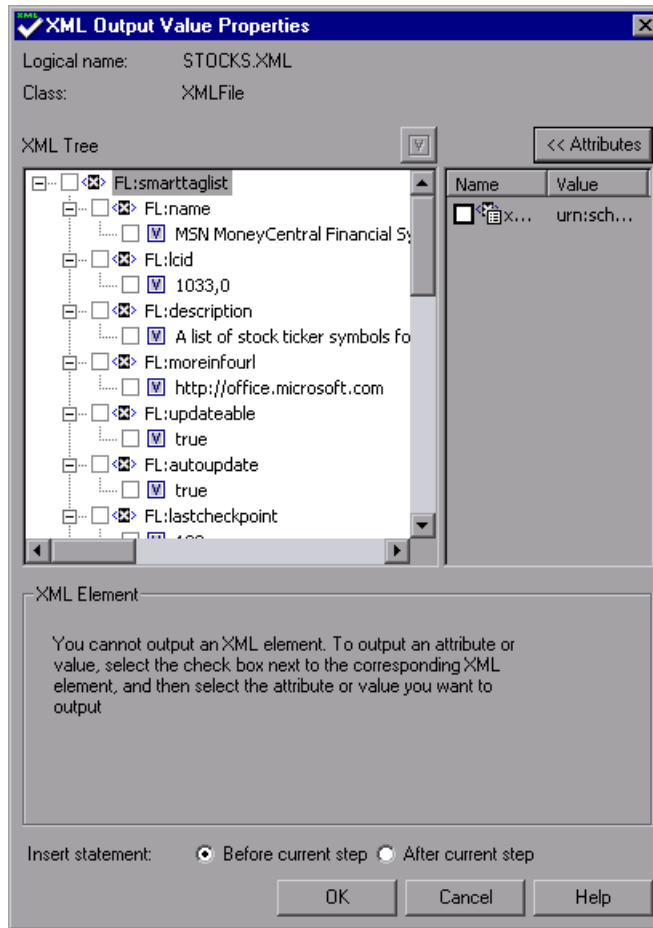 XML Output Value Properties
Logical name: STOCKS.XML
Class: XMLFile
XML Tree
<< Attributes
FL:smarttaglist
FL:name
MSN MoneyCentral Financial Sy
FL:lcid
1033,0
FL:description
A list of stock ticker symbols fo
FL:moreinfourl
http://office.microsoft.com
FL:updateable
true
FL:autoupdate
true
FL:lastcheckpoint
Name Value
x... urn:sch...
XML Element
You cannot output an XML element. To output an attribute or
value, select the check box next to the corresponding XML
element, and then select the attribute or value you want to
output
Insert statement: Before current step After current step
OK Cancel Help